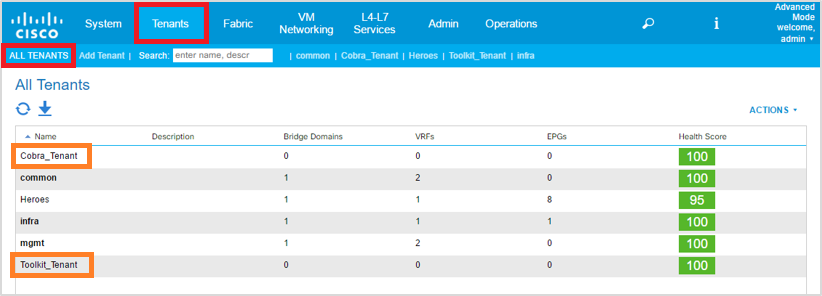 CISCO
System
Tenants
Fabric
VM Networking
L4-L7 Services
Admin
Operations
i
Advanced Mode welcome, admin
ALL TENANTS Add Tenant | Search: enter name, descr | common | Cobra_Tenant | Heroes | Toolkit_Tenant | infra
All Tenants
ACTIONS
Name Description Bridge Domains VRFs EPGs Health Score
Cobra_Tenant 0 0 0 100
common 1 2 0 100
Heroes 1 1 8 95
infra 1 1 1 100
mgmt 1 2 0 100
Toolkit_Tenant 0 0 0 100